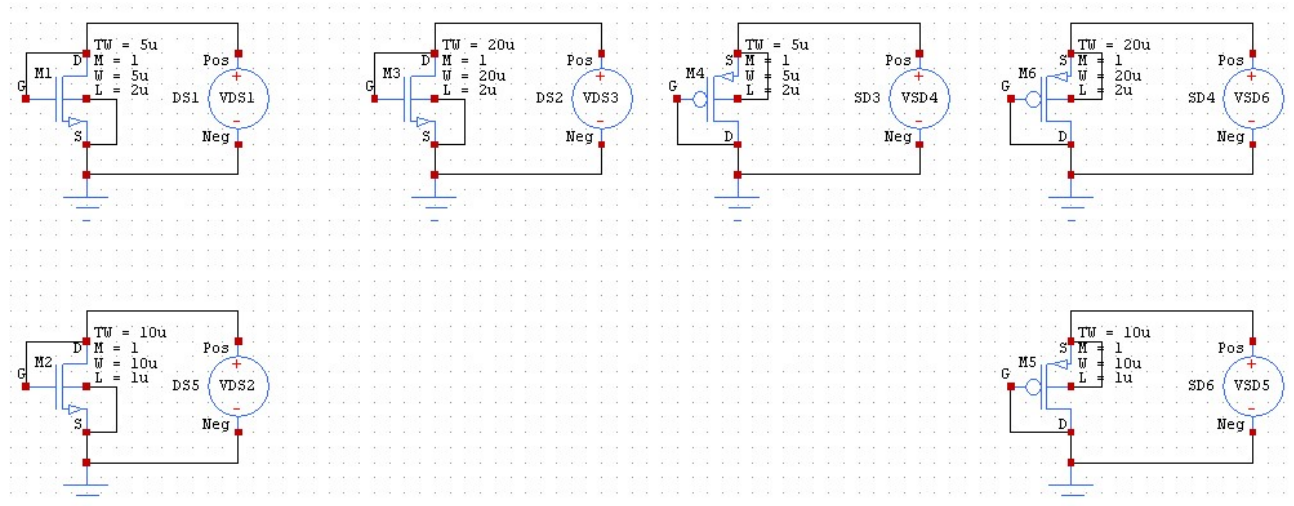 TW = 5u
D M = 1
M1 W = 5u
G L = 2u
S
Pos
DS1 VDS1
Neg
TW = 20u
D M = 1
M3 W = 20u
G L = 2u
S
Pos
DS2 VDS3
Neg
TW = 5u
S M = 1
M4 W = 5u
G L = 2u
D
Pos
SD3 VSD4
Neg
TW = 20u
S M = 1
M6 W = 20u
G L = 2u
D
Pos
SD4 VSD6
Neg
TW = 10u
D M = 1
M2 W = 10u
G L = 1u
S
Pos
DS5 VDS2
Neg
TW = 10u
S M = 1
M5 W = 10u
G L = 1u
D
Pos
SD6 VSD5
Neg